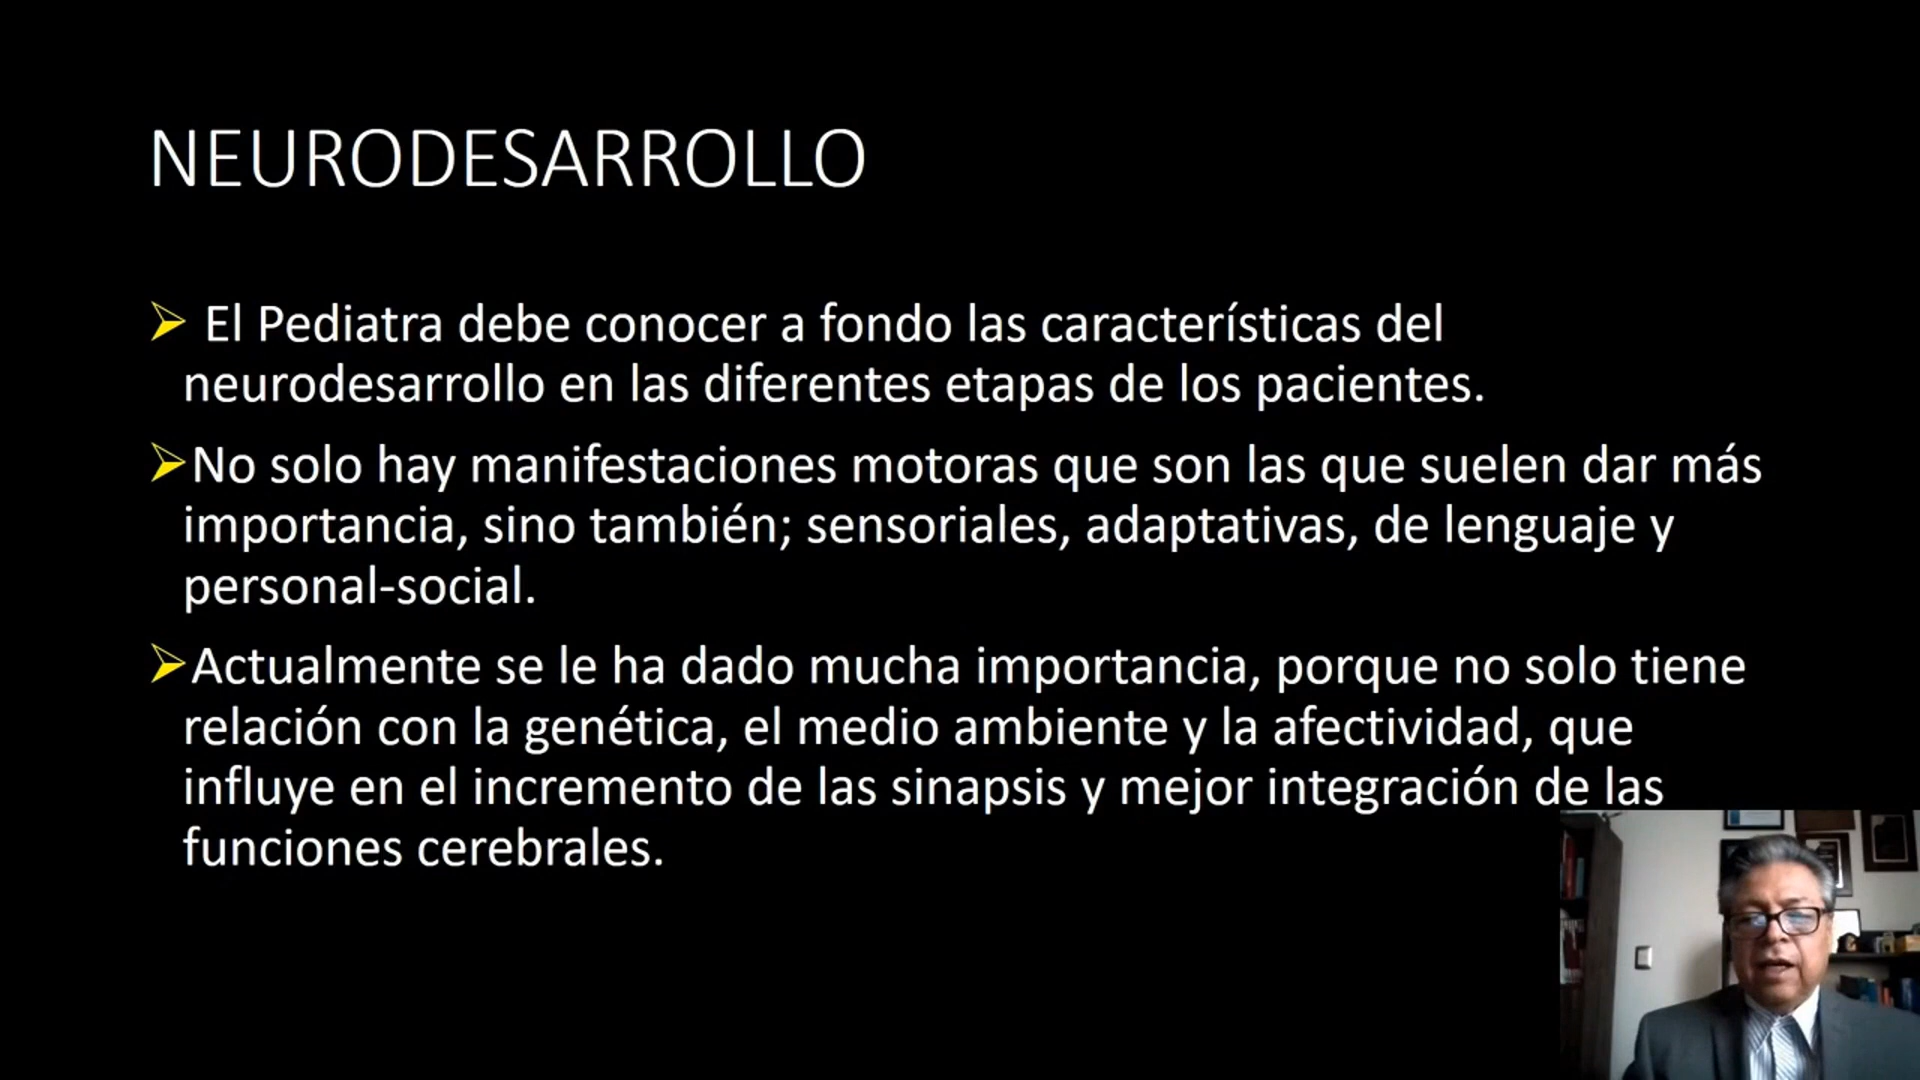 NEURODESARROLLO
El Pediatra debe conocer a fondo las características del
neurodesarrollo en las diferentes etapas de los pacientes.
No solo hay manifestaciones motoras que son las que suelen dar más
importancia, sino también; sensoriales, adaptativas, de lenguaje y
personal-social.
Actualmente se le ha dado mucha importancia, porque no solo tiene
relación con la genética, el medio ambiente y la afectividad, que
influye en el incremento de las sinapsis y mejor integración de las
funciones cerebrales.